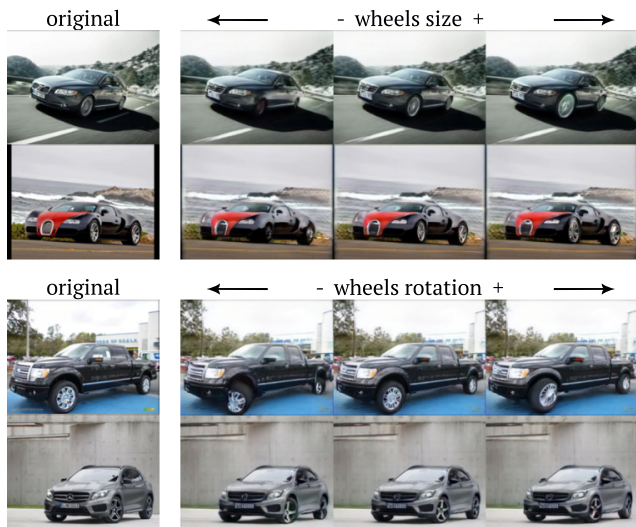 original
- wheels size +
original
- wheels rotation +